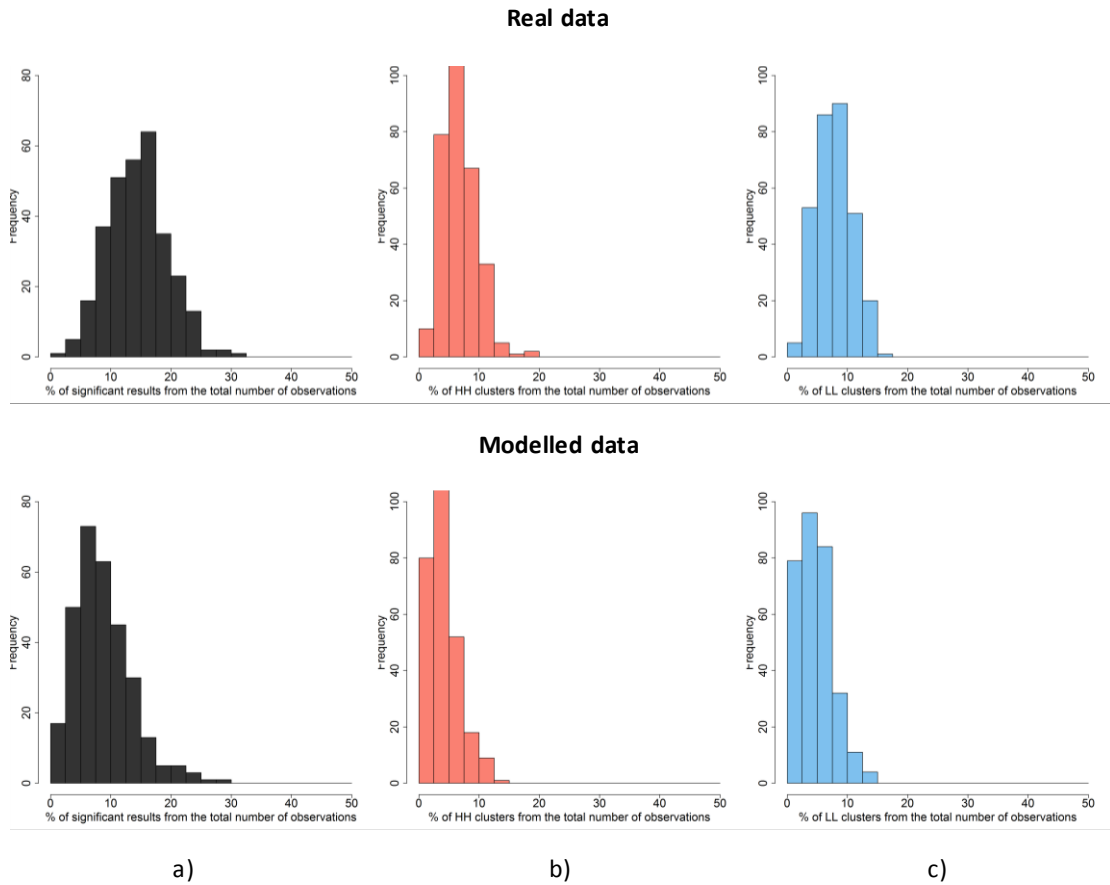 Real data
80
60
40
20
0
Frequency
0 10 20 30 40 50
% of significant results from the total number of observations
100
80
60
40
20
0
Frequency
0 10 20 30 40 50
% of HH clusters from the total number of observations
100
80
60
40
20
0
Frequency
0 10 20 30 40 50
% of LL clusters from the total number of observations
Modelled data
80
60
40
20
0
Frequency
0 10 20 30 40 50
% of significant results from the total number of observations
100
80
60
40
20
0
Frequency
0 10 20 30 40 50
% of HH clusters from the total number of observations
100
80
60
40
20
0
Frequency
0 10 20 30 40 50
% of LL clusters from the total number of observations
a) b) c)